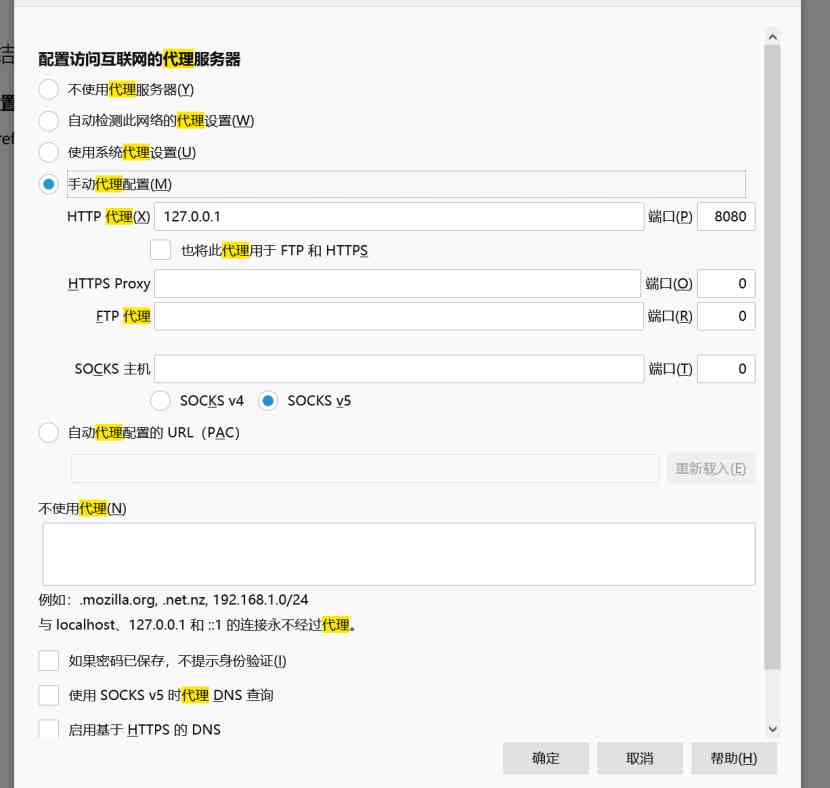 结
置
ref
配置访问互联网的代理服务器
不使用代理服务器(Y)
自动检测此网络的代理设置(W)
使用系统代理设置(U)
手动代理配置(M)
HTTP 代理(X) 127.0.0.1 端口(P) 8080
也将此代理用于 FTP 和 HTTPS
HTTPS Proxy 端口(O) 0
FTP 代理 端口(R) 0
SOCKS 主机 端口(T) 0
SOCKS v4 SOCKS v5
自动代理配置的 URL（PAC）
重新载入(E)
不使用代理(N)
例如：.mozilla.org, .net.nz, 192.168.1.0/24
与 localhost、127.0.0.1 和 ::1 的连接永不经过代理。
如果密码已保存，不提示身份验证(I)
使用 SOCKS v5 时代理 DNS 查询
启用基于 HTTPS 的 DNS
确定 取消 帮助(H)